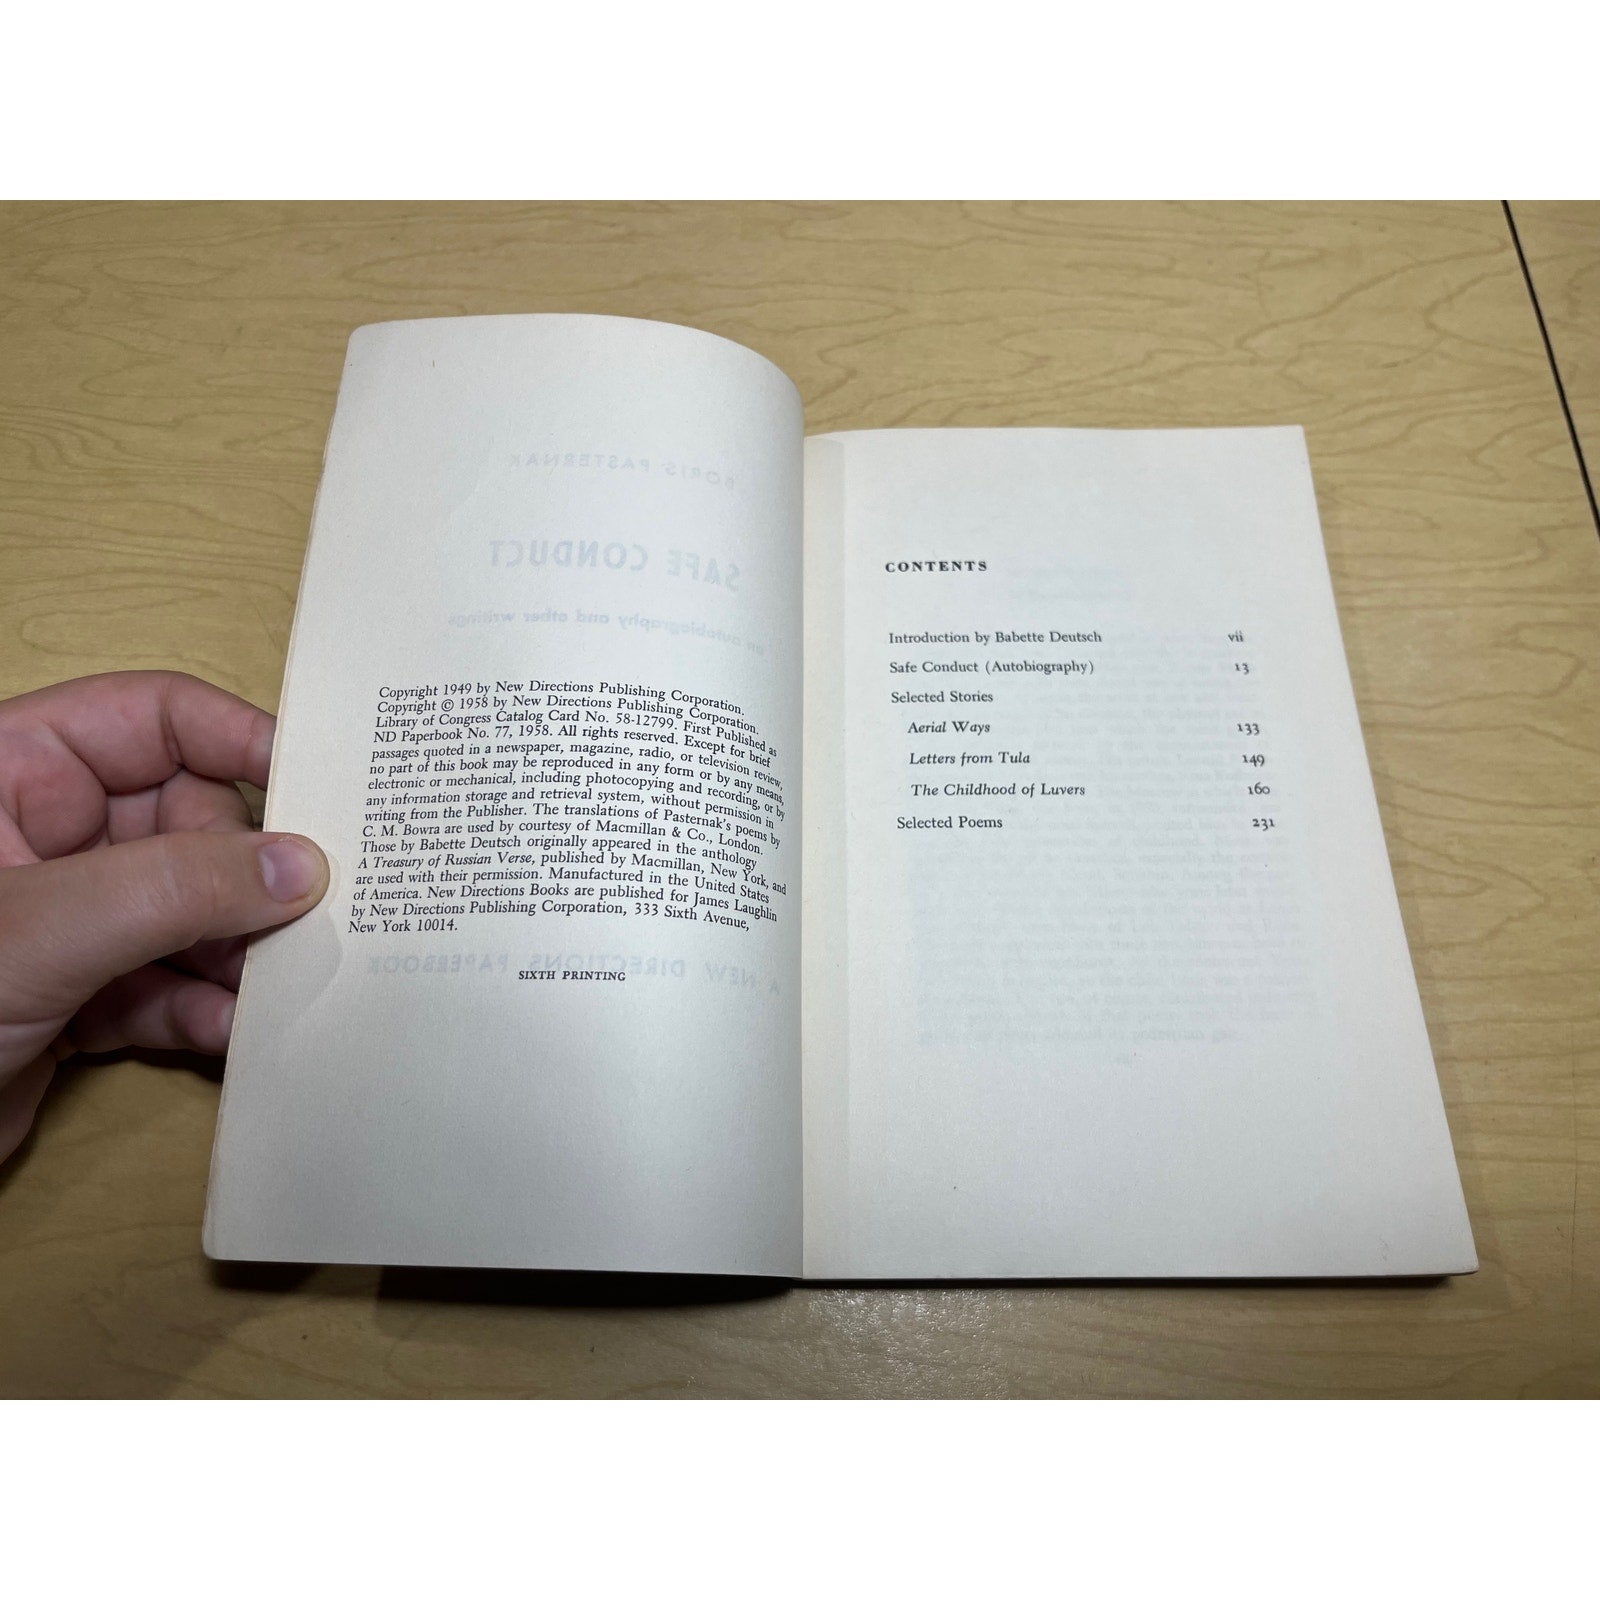 Copyright 1949 by New Directions Publishing Corporation.
Copyright © 1958 by New Directions Publishing Corporation.
Library of Congress Catalog Card No. 58-12799. First Published as
ND Paperbook No. 77, 1958. All rights reserved. Except for brief
passages quoted in a newspaper, magazine, radio, or television review,
no part of this book may be reproduced in any form or by any means,
electronic or mechanical, including photocopying and recording, or by
any information storage and retrieval system, without permission in
writing from the Publisher. The translations of Pasternak's poems by
C. M. Bowra are used by courtesy of Macmillan & Co., London.
Those by Babette Deutsch originally appeared in the anthology
A Treasury of Russian Verse, published by Macmillan, New York, and
are used with their permission. Manufactured in the United States
of America. New Directions Books are published for James Laughlin
by New Directions Publishing Corporation, 333 Sixth Avenue,
New York 10014.
SIXTH PRINTING
CONTENTS
Introduction by Babette Deutsch vii
Safe Conduct (Autobiography) 13
Selected Stories
Aerial Ways 133
Letters from Tula 149
The Childhood of Luvers 160
Selected Poems 231